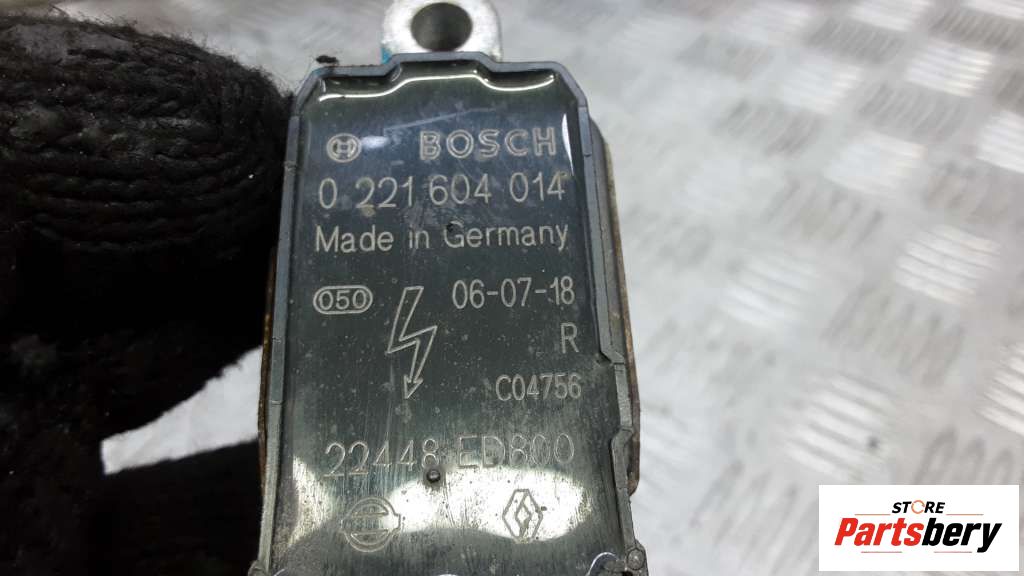 BOSCH
0 221 604 014
Made in Germany
050 06-07-18
R
C04756
22448 ED800
STORE
Partsbery